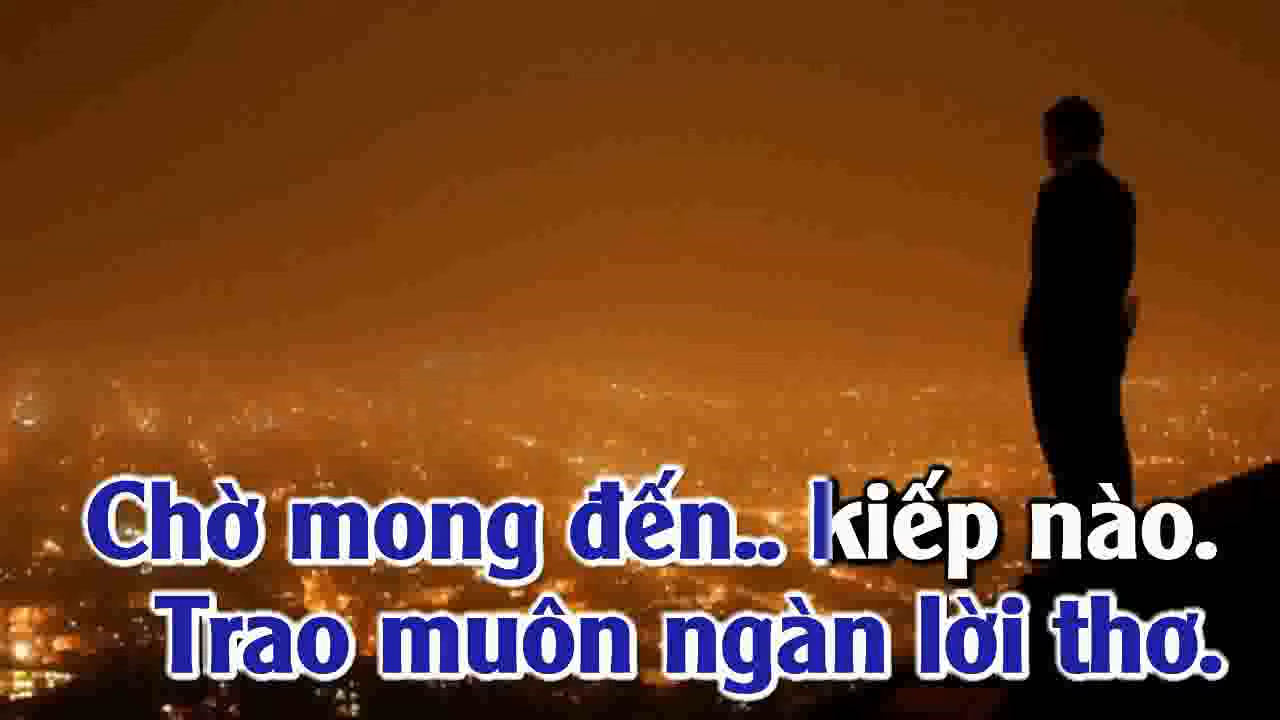 Chờ mong đến.. kiếp nào.
Trao muôn ngàn lời thơ.